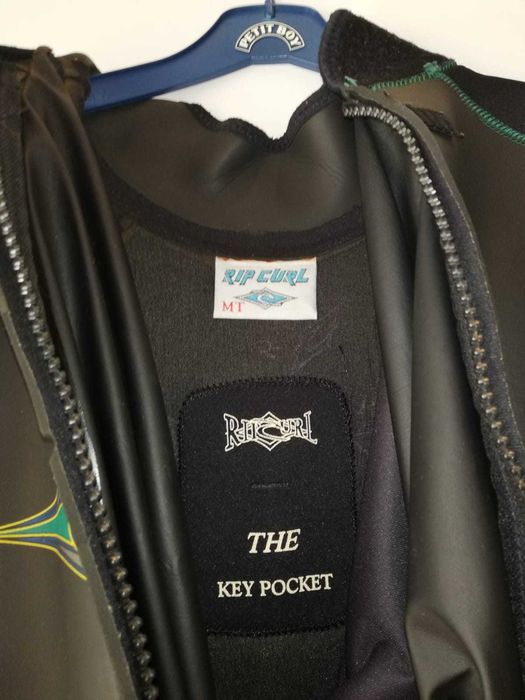 PETIT BOY
RIP CURL
MT
RIP CURL
THE
KEY POCKET